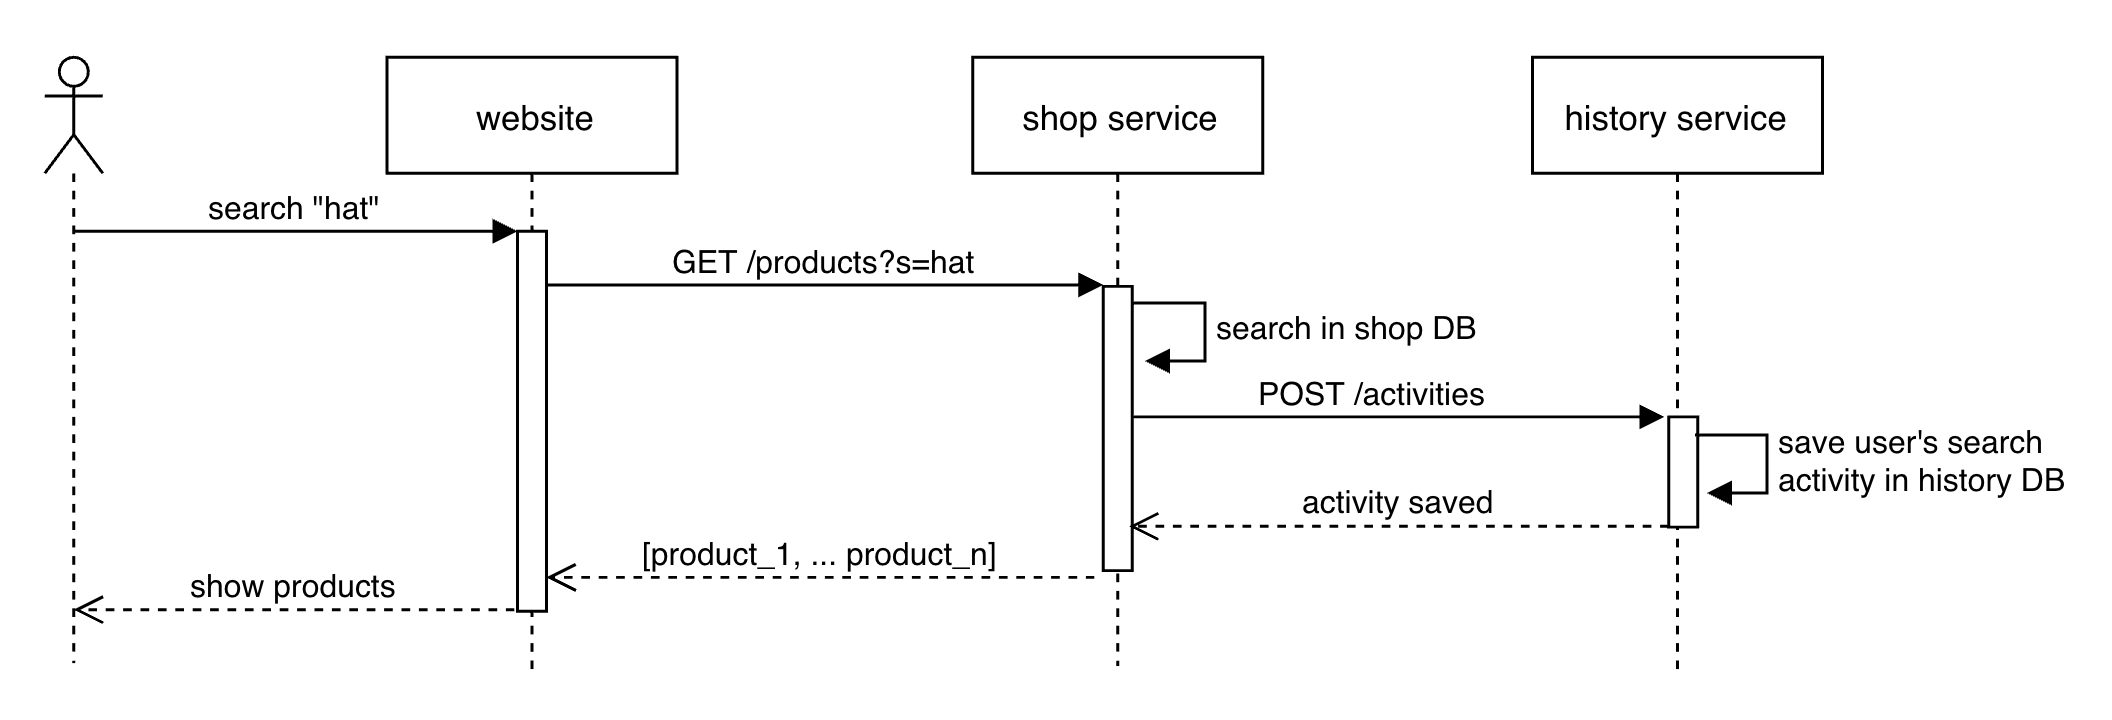 website
shop service
history service
search "hat"
GET /products?s=hat
search in shop DB
POST /activities
save user's search
activity in history DB
activity saved
[product_1, ... product_n]
show products